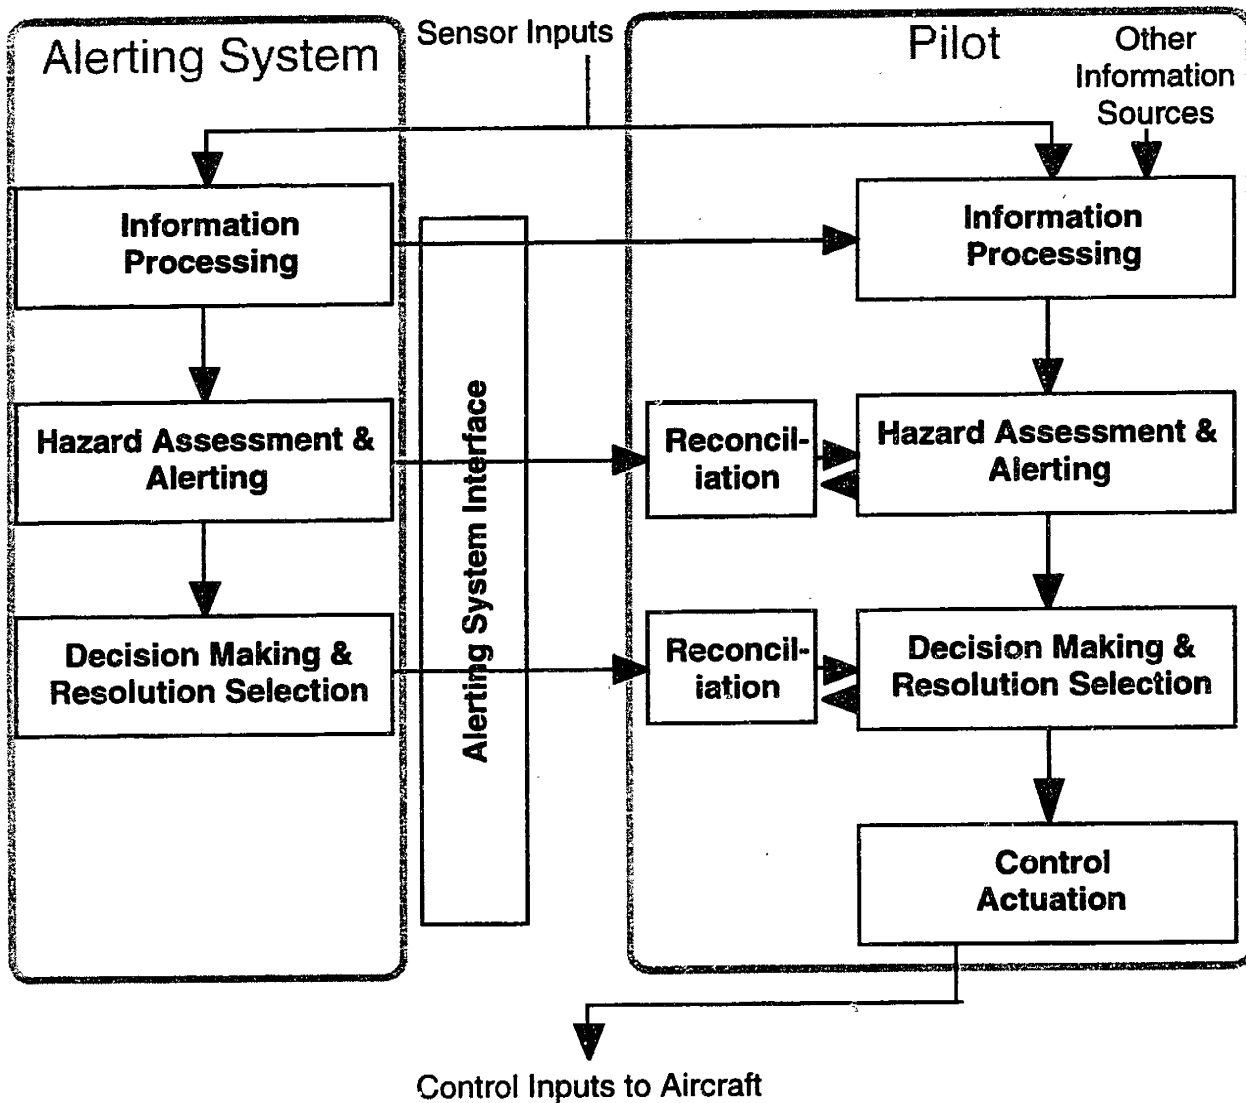 Alerting System
Sensor Inputs
Pilot
Other
Information
Sources
Information
Processing
Information
Processing
Hazard Assessment &
Alerting
Alerting System Interface
Reconcil-
iation
Hazard Assessment &
Alerting
Decision Making &
Resolution Selection
Reconcil-
iation
Decision Making &
Resolution Selection
Control
Actuation
Control Inputs to Aircraft